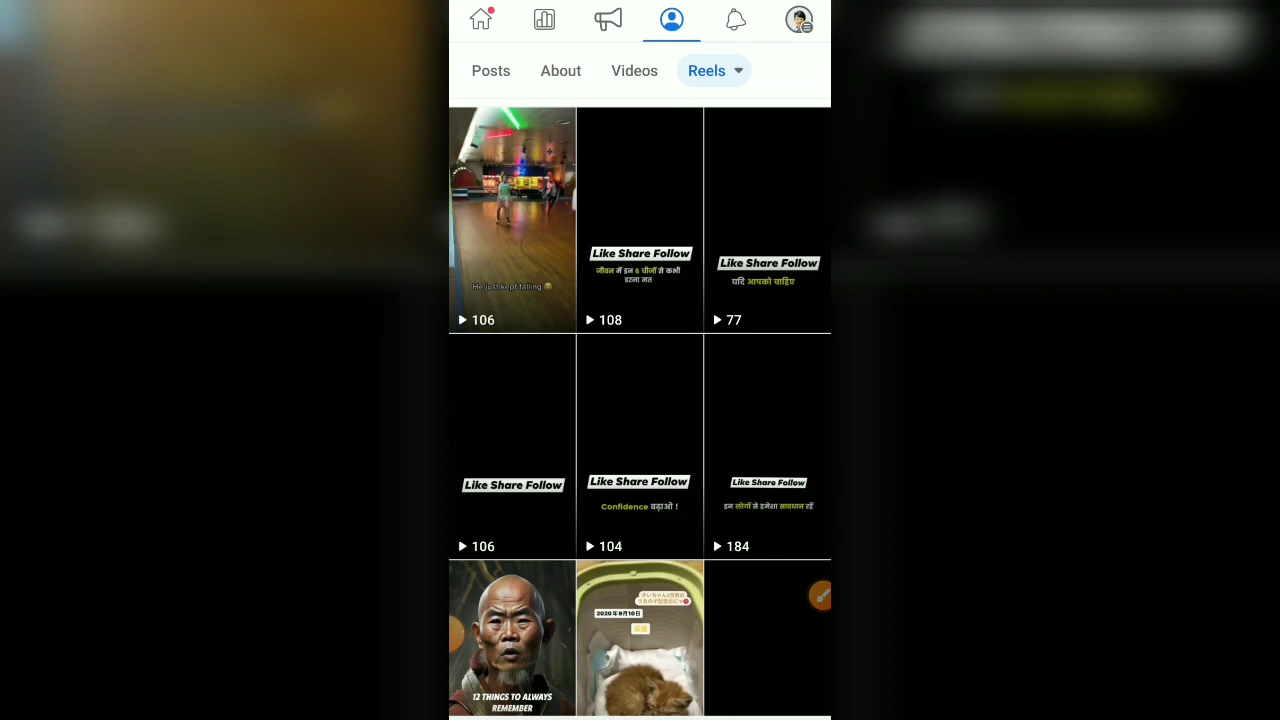 Posts About Videos Reels
He just kept falling 😂
106
Like Share Follow
जीवन में इन 6 चीजों से कभी
डरना मत
108
Like Share Follow
यदि आपको चाहिए
77
Like Share Follow
106
Like Share Follow
Confidence बढ़ाओ !
104
Like Share Follow
इन लोगों से हमेशा सावधान रहें
184
12 THINGS TO ALWAYS
REMEMBER
2020年9月10日